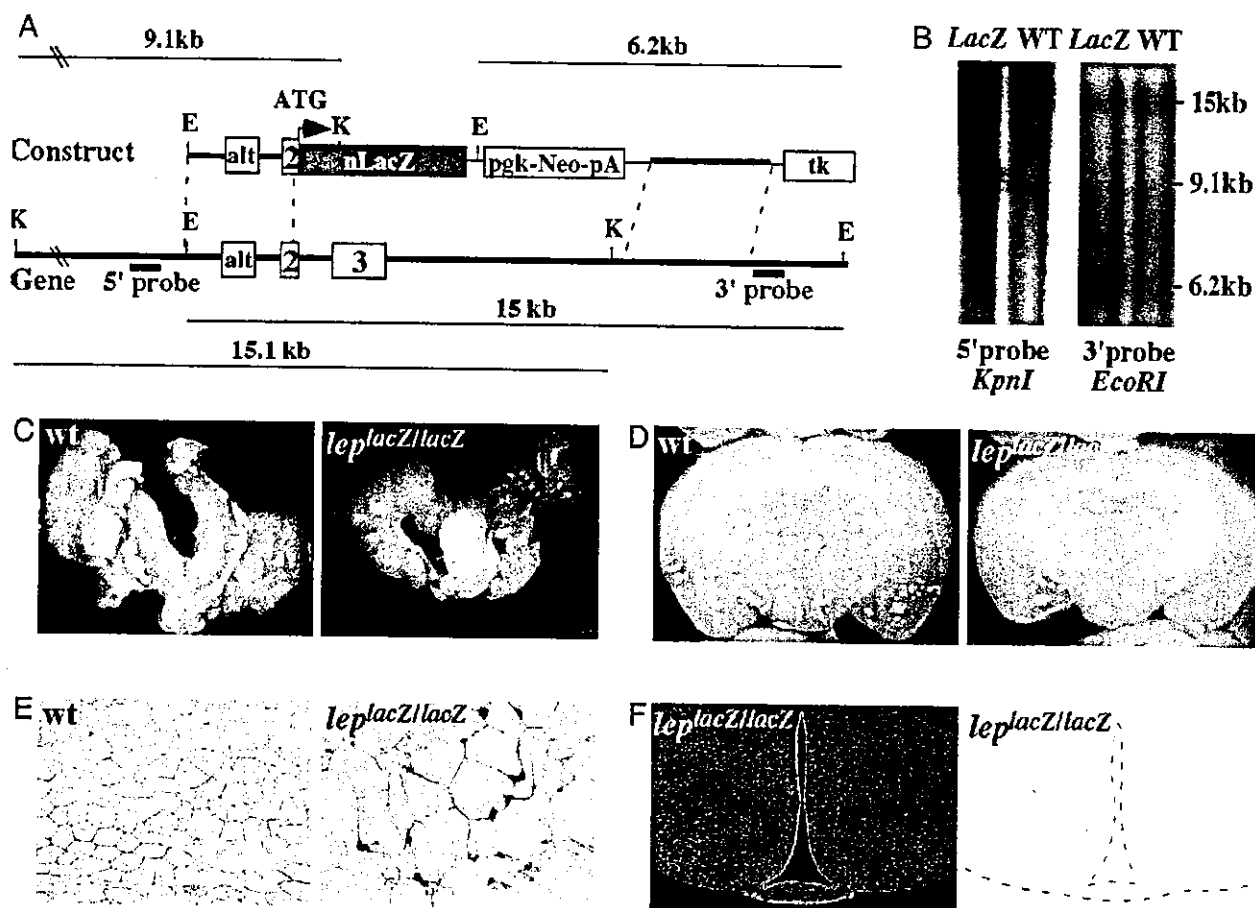 A
9.1kb
6.2kb
ATG
E
K
E
Construct
alt
2
nLacZ
pgk-Neo-pA
tk
K
E
K
E
Gene
5' probe
alt
2
3
3' probe
15 kb
15.1 kb
B
LacZ WT LacZ WT
15kb
9.1kb
6.2kb
5'probe 3'probe
KpnI EcoRI
C
wt
lep lacZ/lacZ
D
wt
lep
E
wt
lep lacZ/lacZ
F
lep lacZ/lacZ
lep lacZ/lacZ